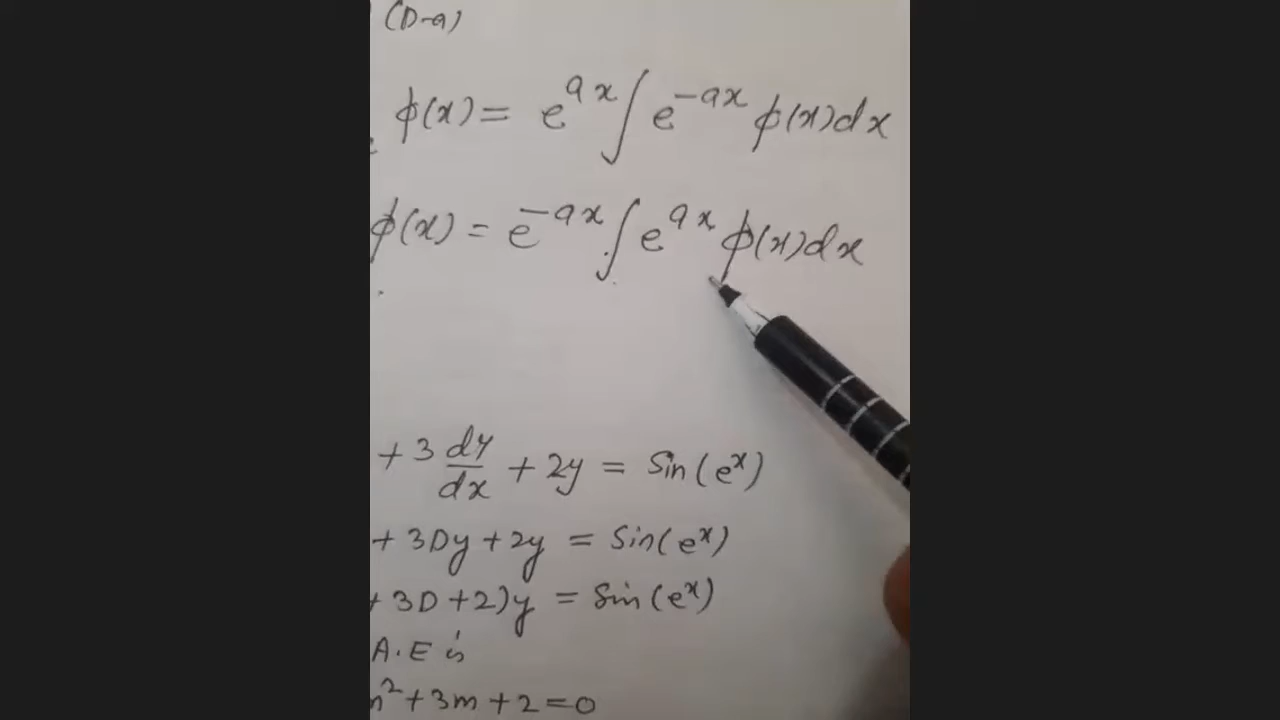 (D-a)
ϕ(x) = e^{ax} ∫ e^{-ax} ϕ(x) dx
ϕ(x) = e^{-ax} ∫ e^{ax} ϕ(x) dx
+ 3 dy/dx + 2y = Sin(e^x)
+ 3Dy + 2y = Sin(e^x)
+ 3D + 2)y = Sin(e^x)
A.E is
m² + 3m + 2 = 0